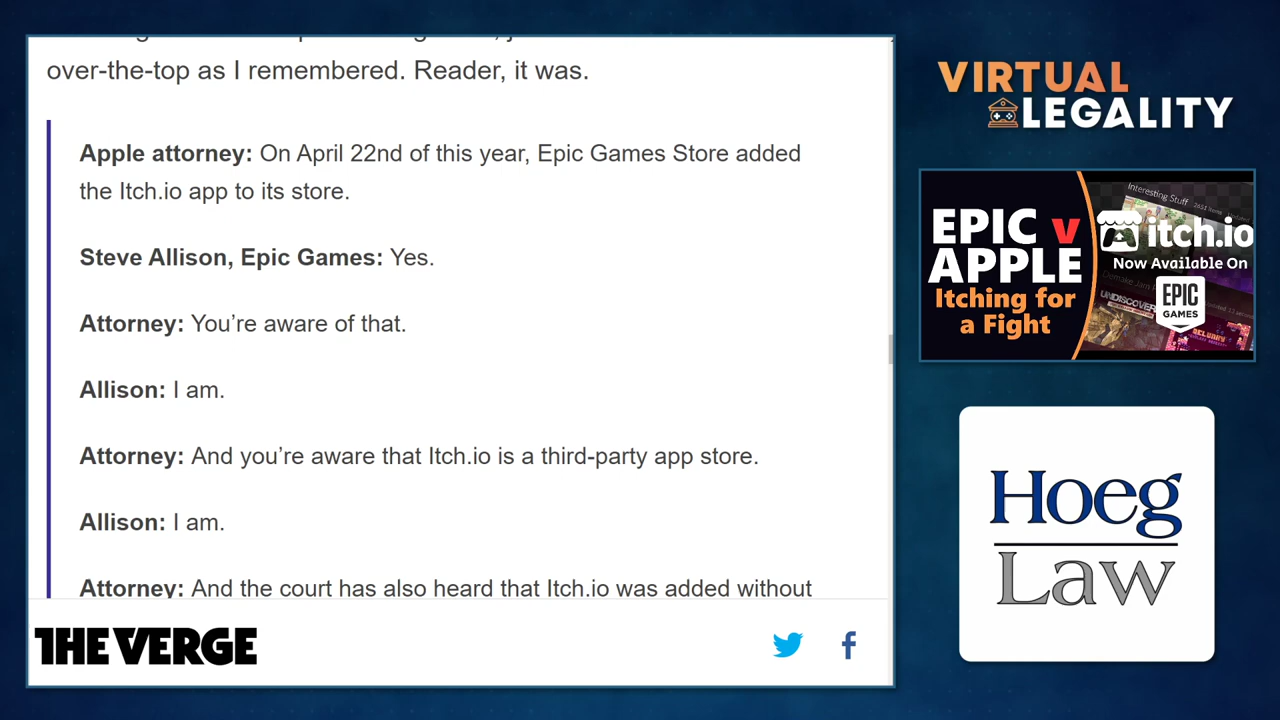 over-the-top as I remembered. Reader, it was.
Apple attorney: On April 22nd of this year, Epic Games Store added
the Itch.io app to its store.
Steve Allison, Epic Games: Yes.
Attorney: You’re aware of that.
Allison: I am.
Attorney: And you’re aware that Itch.io is a third-party app store.
Allison: I am.
Attorney: And the court has also heard that Itch.io was added without
THE VERGE
VIRTUAL
LEGALITY
EPIC v
APPLE
Itching for
a Fight
Interesting Stuff
itch.io
Now Available On
EPIC
GAMES
Hoeg
Law